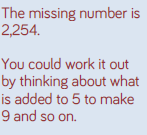 The missing number is
2,254.
You could work it out
by thinking about what
is added to 5 to make
9 and so on.